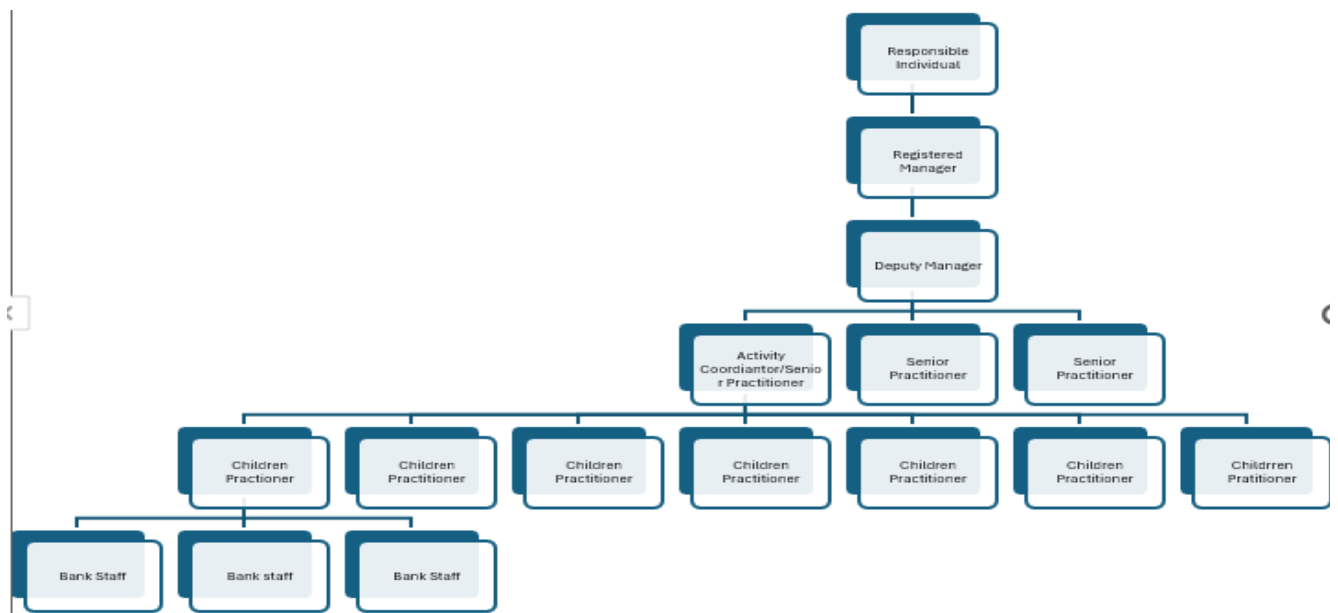 Responsible
Individual
Registered
Manager
Deputy Manager
Activity
Coordiantor/Senio
r Practitioner
Senior
Practitioner
Senior
Practitioner
Children
Practioner
Children
Practitioner
Children
Practitioner
Children
Practitioner
Children
Practitioner
Children
Practitioner
Childrren
Pratitioner
Bank Staff
Bank staff
Bank Staff